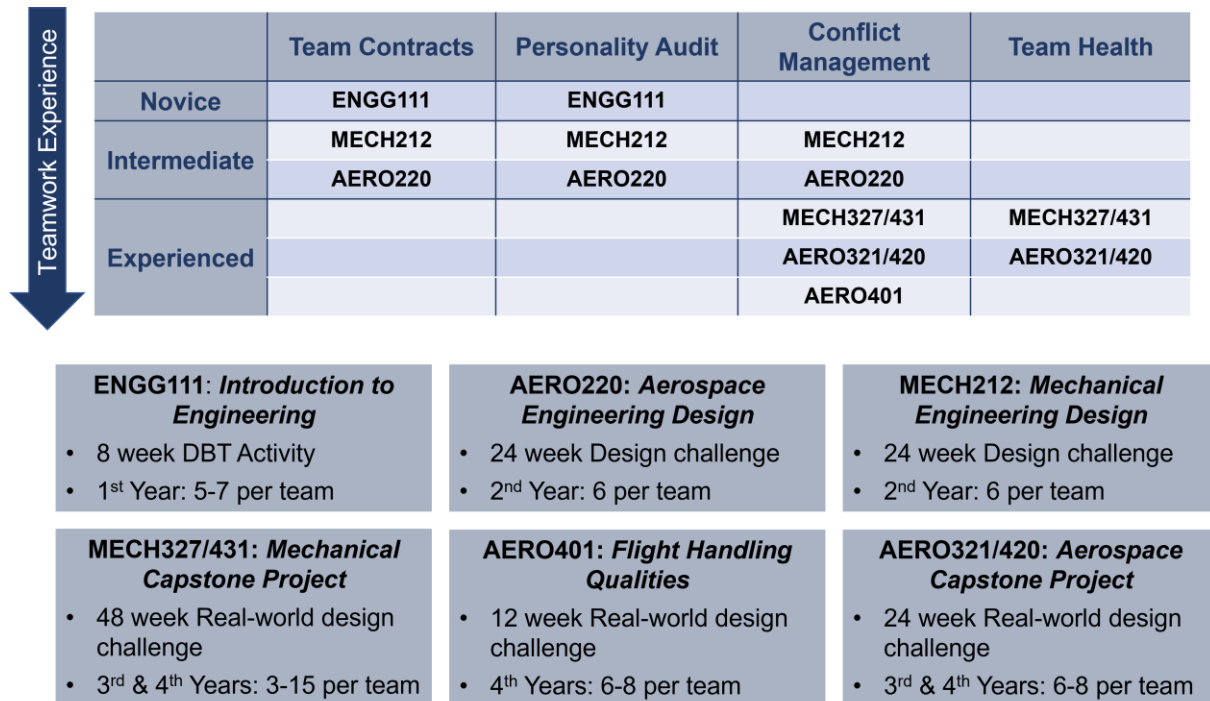 Teamwork Experience
Team Contracts
Personality Audit
Conflict
Management
Team Health
Novice
ENGG111
ENGG111
Intermediate
MECH212
MECH212
MECH212
AERO220
AERO220
AERO220
Experienced
MECH327/431
MECH327/431
AERO321/420
AERO321/420
AERO401
ENGG111: Introduction to
Engineering
• 8 week DBT Activity
• 1st Year: 5-7 per team
AERO220: Aerospace
Engineering Design
• 24 week Design challenge
• 2nd Year: 6 per team
MECH212: Mechanical
Engineering Design
• 24 week Design challenge
• 2nd Year: 6 per team
MECH327/431: Mechanical
Capstone Project
• 48 week Real-world design
challenge
• 3rd & 4th Years: 3-15 per team
AERO401: Flight Handling
Qualities
• 12 week Real-world design
challenge
• 4th Years: 6-8 per team
AERO321/420: Aerospace
Capstone Project
• 24 week Real-world design
challenge
• 3rd & 4th Years: 6-8 per team